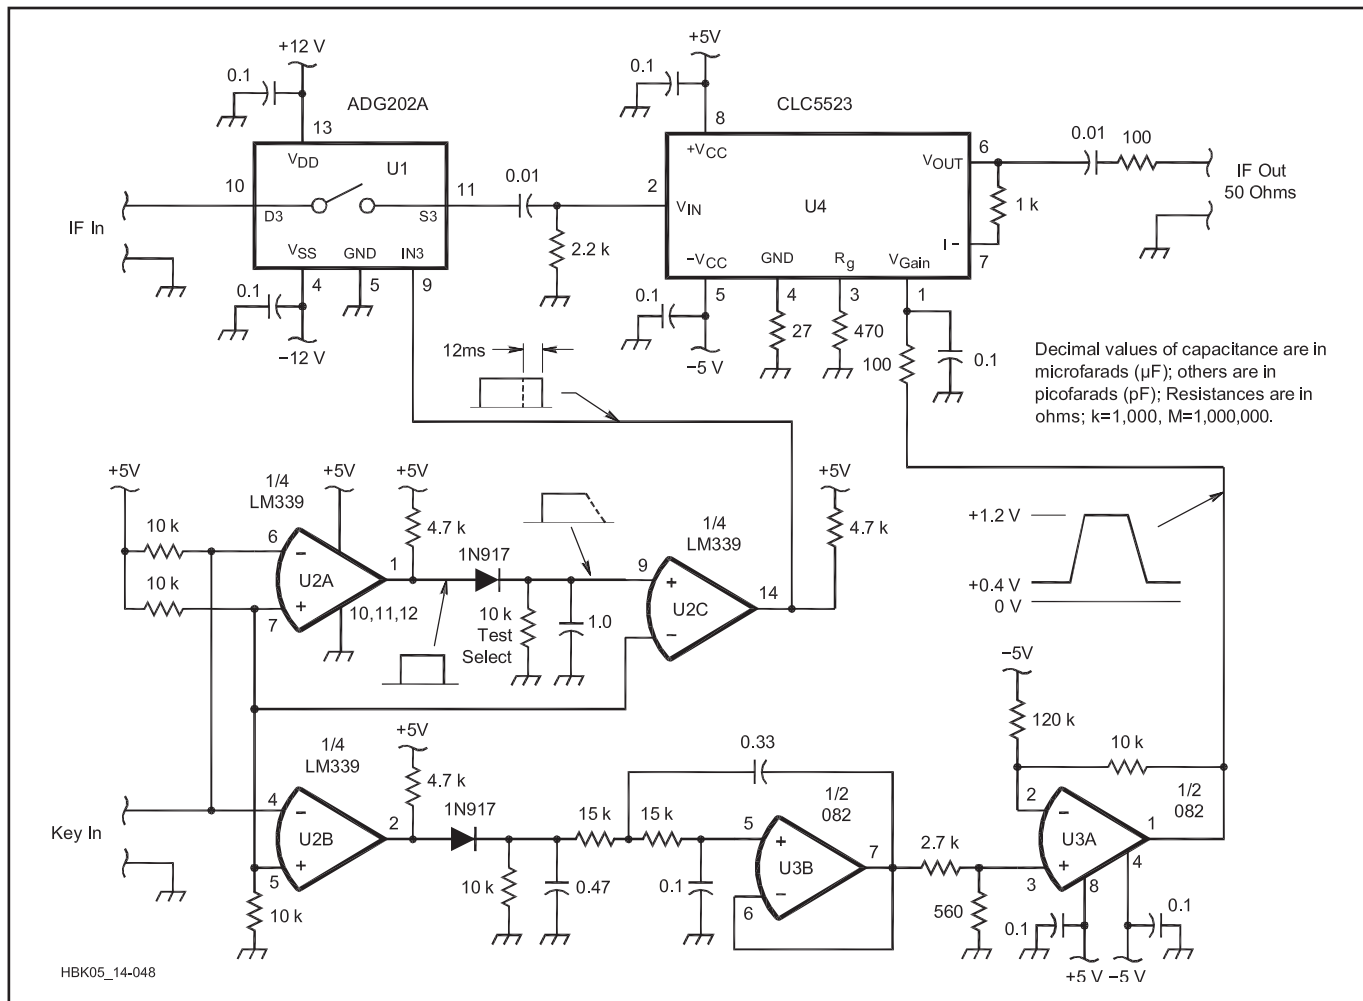 +12 V
0.1
ADG202A
13
VDD
U1
10
11
D3
S3
IF In
VSS
GND
IN3
4
5
9
0.1
−12 V
0.01
2.2 k
+5V
0.1
CLC5523
8
+VCC
VOUT
6
2
VIN
U4
1 k
I−
7
−VCC
GND
Rg
VGain
5
4
3
1
0.1
−5 V
27
470
100
0.1
0.01
100
IF Out
50 Ohms
Decimal values of capacitance are in
microfarads (µF); others are in
picofarads (pF); Resistances are in
ohms; k=1,000, M=1,000,000.
12ms
+5V
10 k
10 k
1/4
LM339
+5V
6
−
U2A
+
7
1
10,11,12
+5V
4.7 k
1N917
10 k
Test
Select
1.0
1/4
LM339
9
+
U2C
−
14
+5V
4.7 k
+1.2 V
+0.4 V
0 V
1/4
LM339
Key In
4
−
U2B
+
5
2
10 k
+5V
4.7 k
1N917
10 k
0.47
15 k
15 k
0.33
0.1
1/2
082
5
+
U3B
−
6
7
2.7 k
560
−5V
120 k
10 k
1/2
082
2
−
U3A
+
3
1
8
4
0.1
0.1
+5 V
−5 V
HBK05_14-048